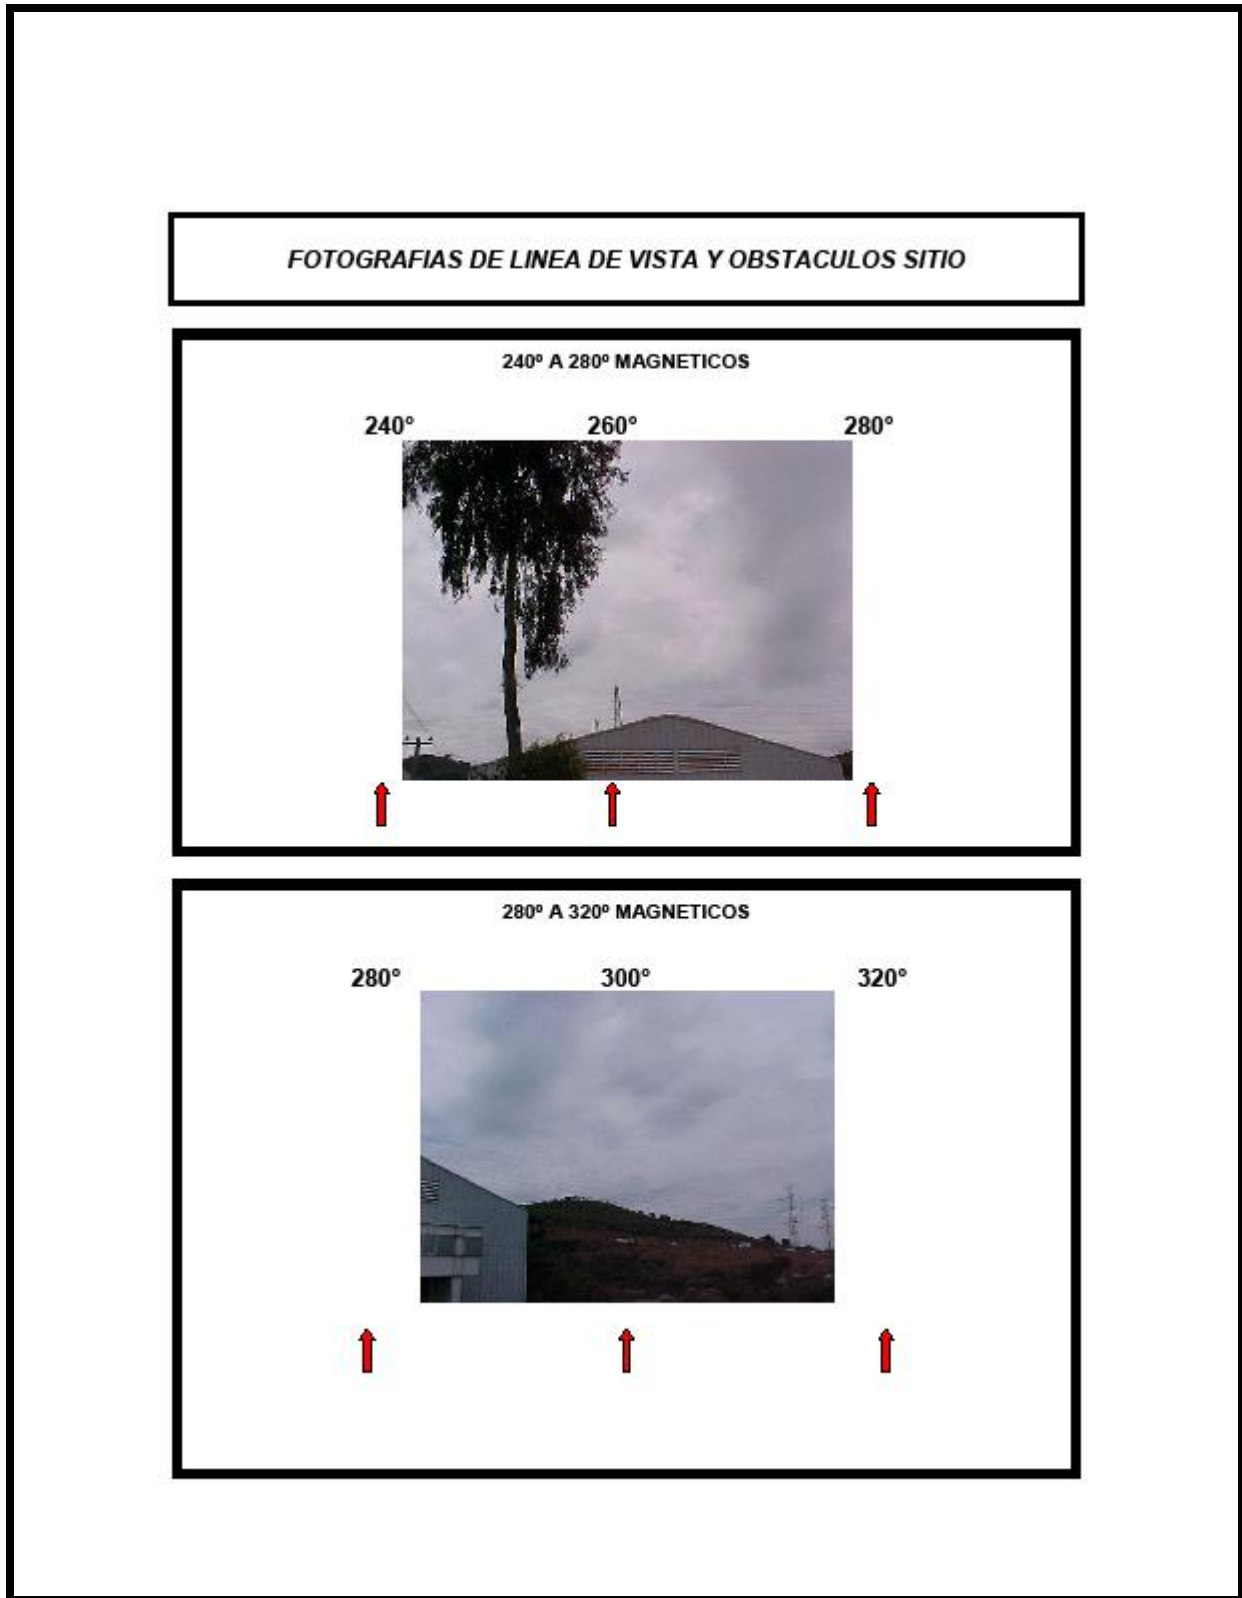 FOTOGRAFIAS DE LINEA DE VISTA Y OBSTACULOS SITIO
240º A 280º MAGNETICOS
240° 260° 280°
280º A 320º MAGNETICOS
280° 300° 320°